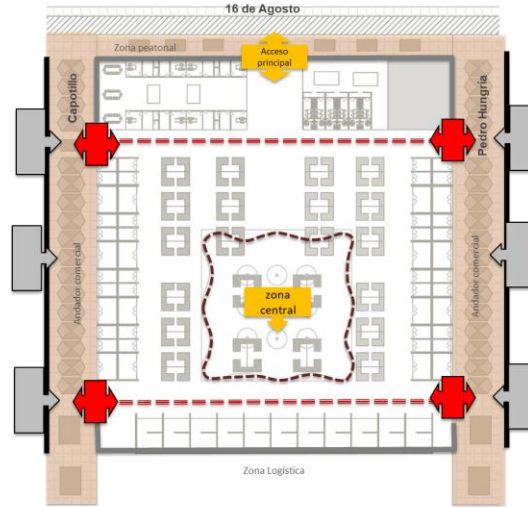 16 de Agosto
Zona peatonal
Acceso
principal
Capotillo
Pedro Hungria
Andador comercial
Andador comercial
zona
central
Zona Logística